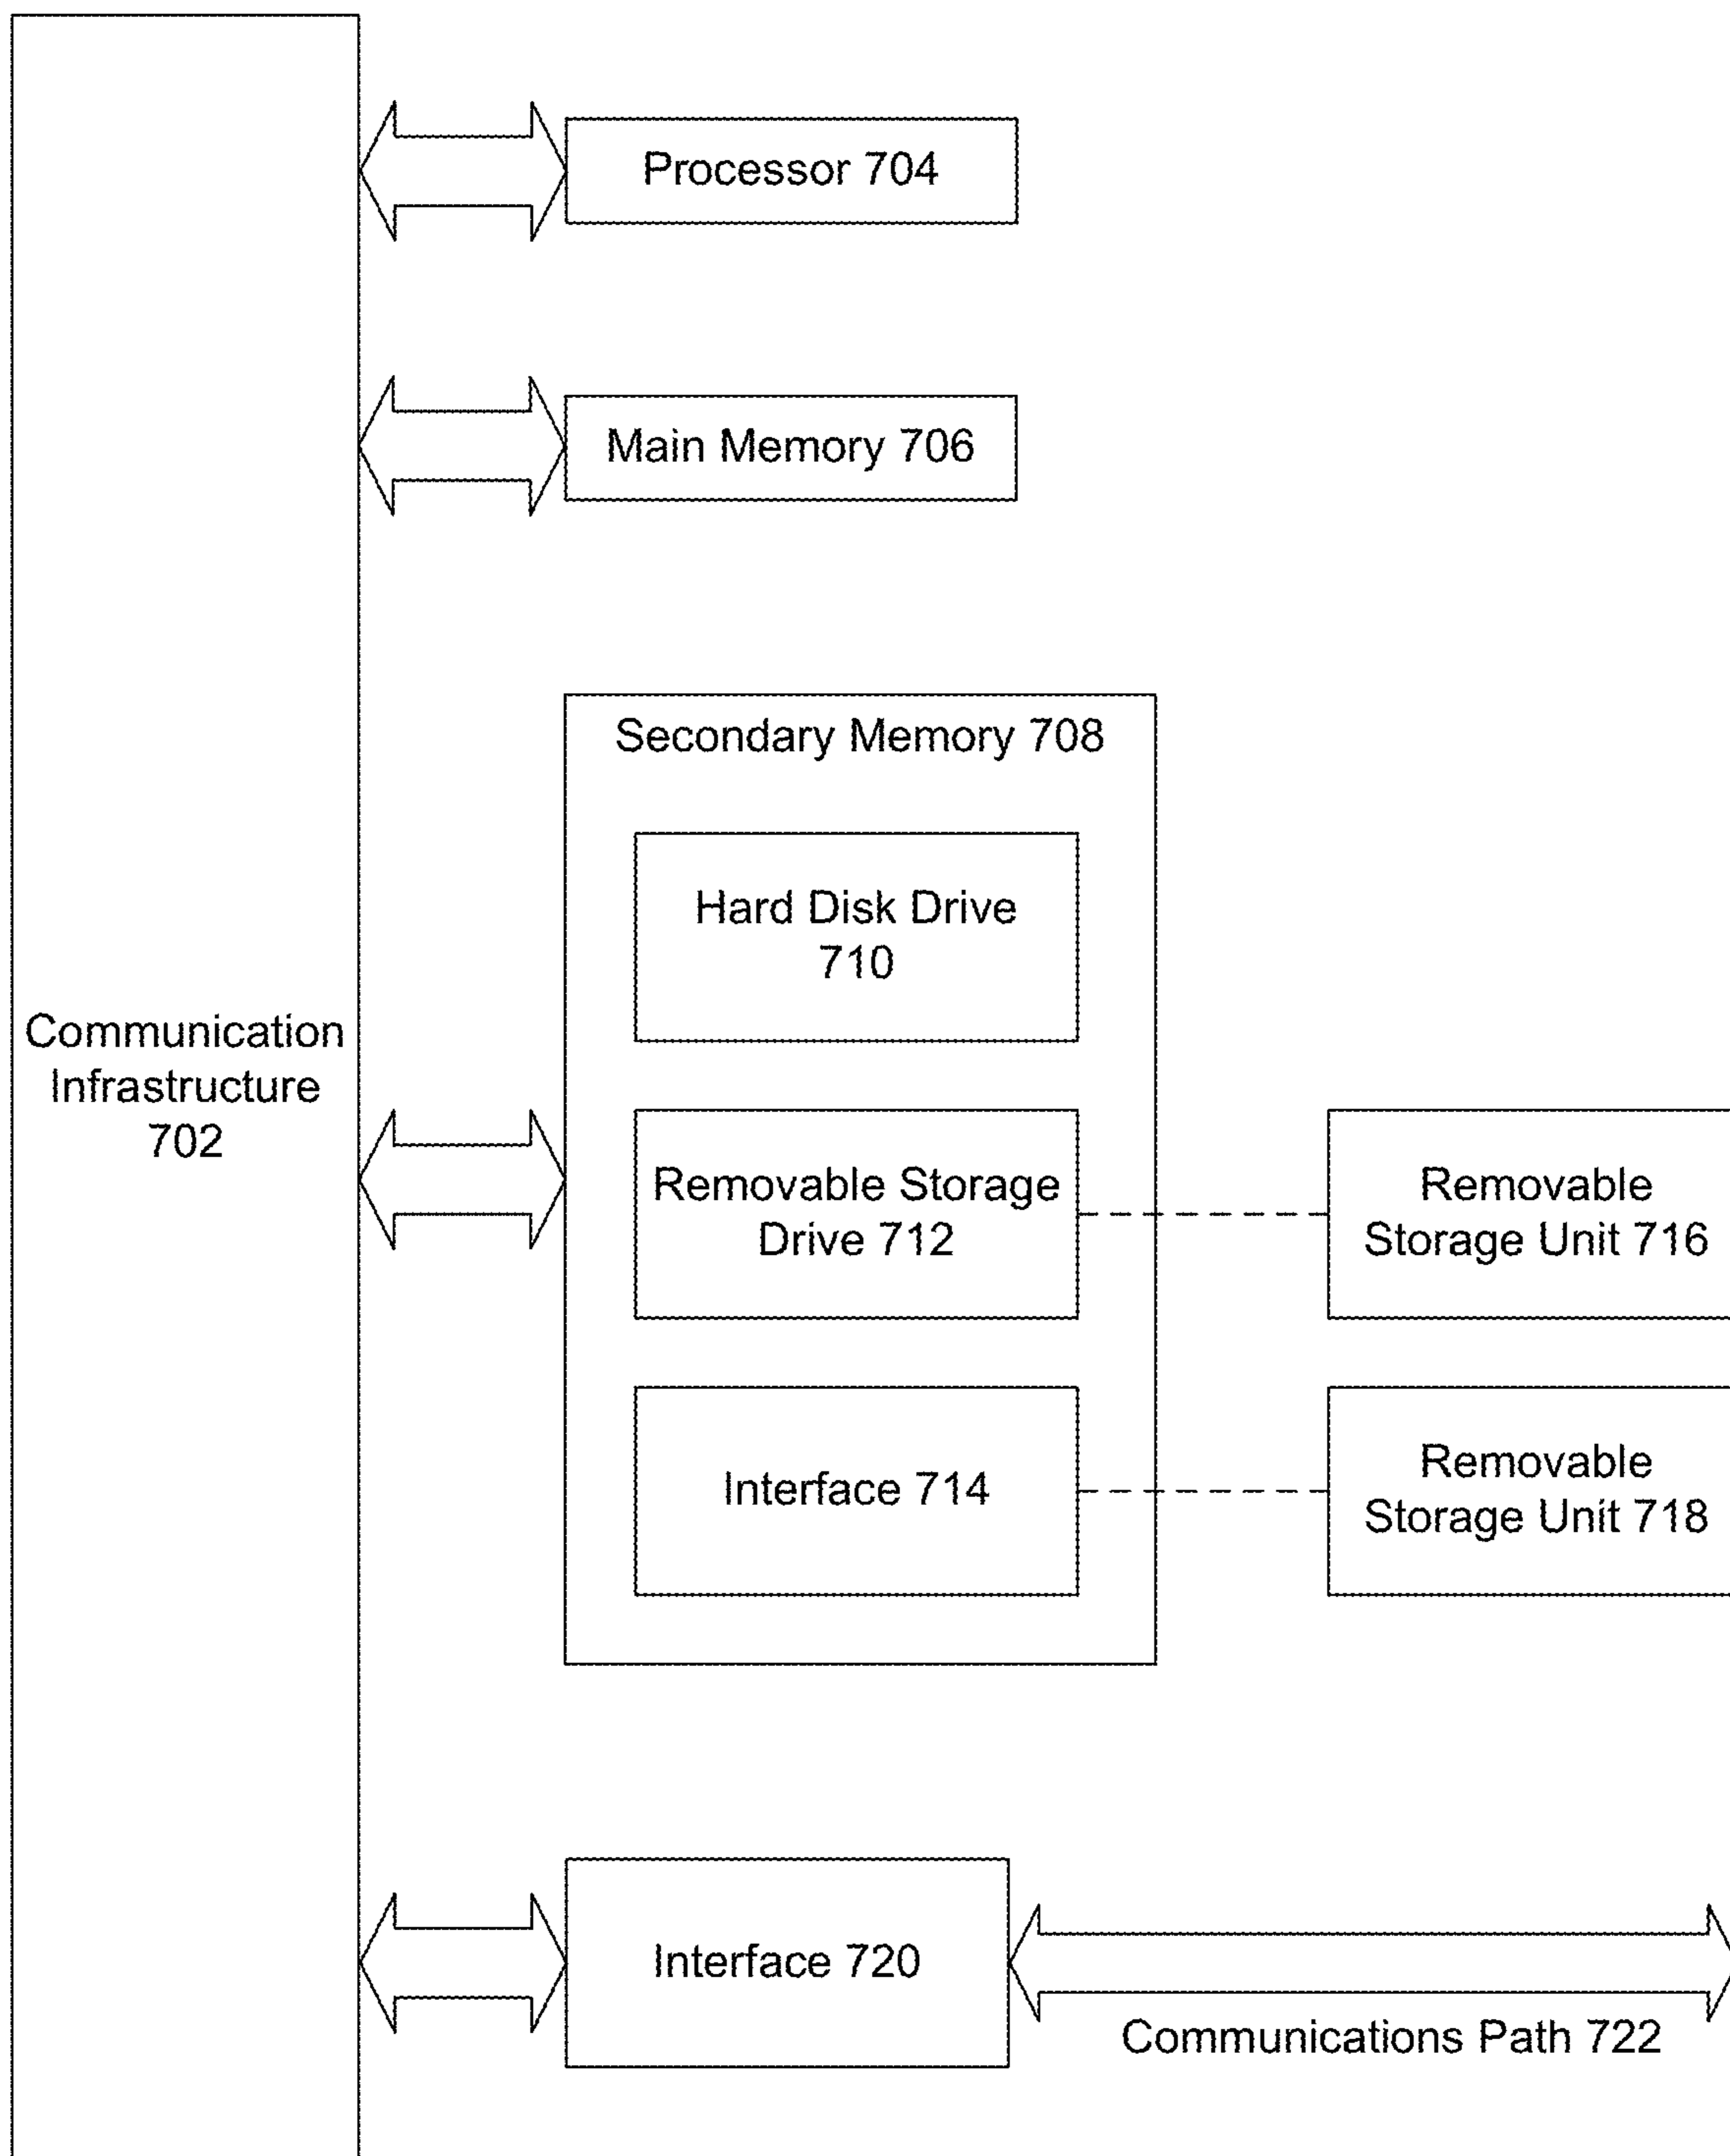 Processor 704
Main Memory 706
Secondary Memory 708
Hard Disk Drive
710
Communication
Infrastructure
702
Removable Storage
Drive 712
Removable
Storage Unit 716
Interface 714
Removable
Storage Unit 718
Interface 720
Communications Path 722